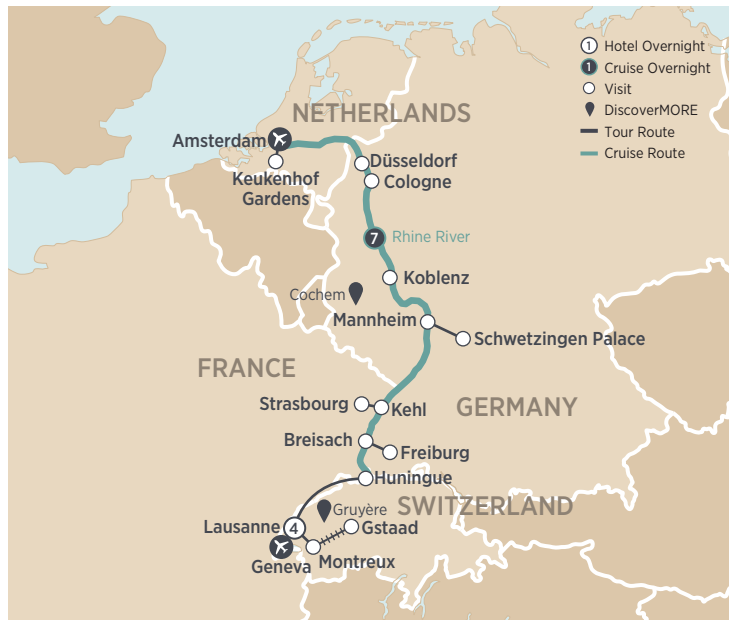 1 Hotel Overnight
1 Cruise Overnight
Visit
DiscoverMORE
Tour Route
Cruise Route
NETHERLANDS
Amsterdam
Düsseldorf
Keukenhof
Gardens
Cologne
7 Rhine River
Koblenz
Cochem
Mannheim
Schwetzingen Palace
FRANCE
Strasbourg
Kehl
GERMANY
Breisach
Freiburg
Huningue
SWITZERLAND
Gruyère
Lausanne 4
Gstaad
Geneva
Montreux